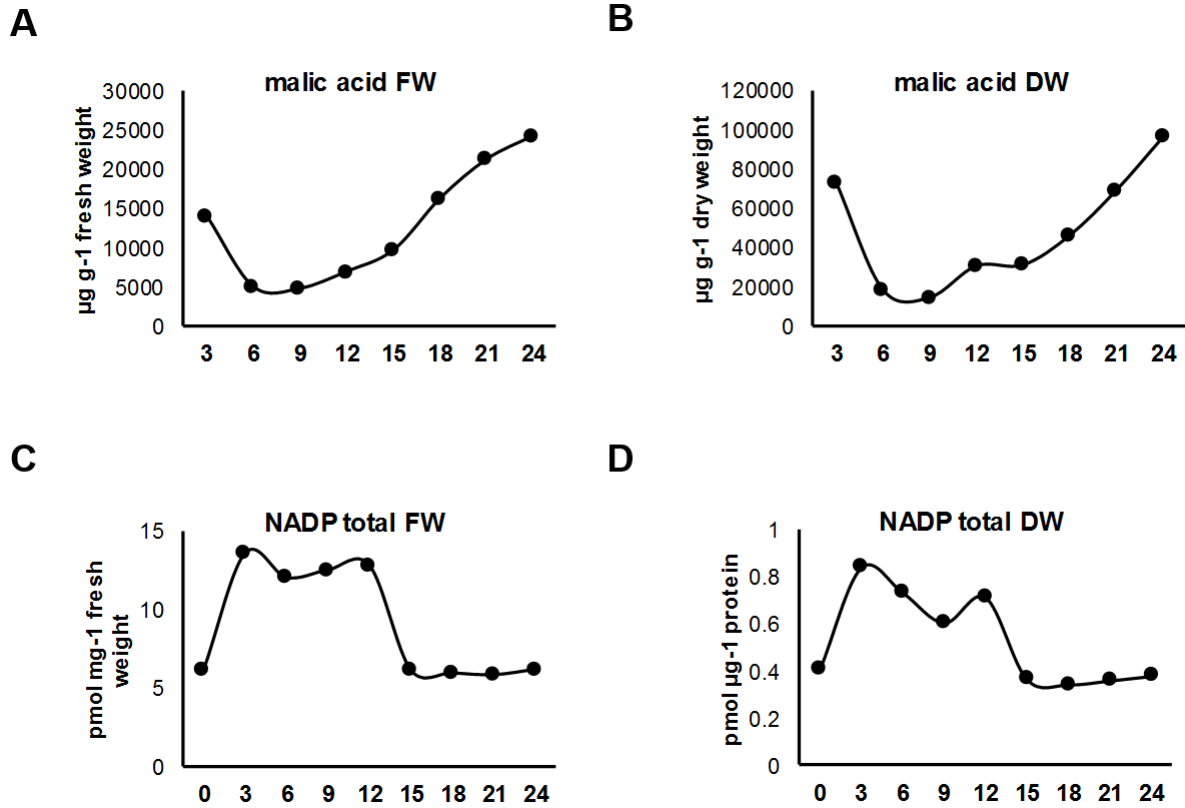 A
malic acid FW
µg g-1 fresh weight
30000
25000
20000
15000
10000
5000
0
3 6 9 12 15 18 21 24
B
malic acid DW
µg g-1 dry weight
120000
100000
80000
60000
40000
20000
0
3 6 9 12 15 18 21 24
C
NADP total FW
pmol mg-1 fresh
weight
15
10
5
0
0 3 6 9 12 15 18 21 24
D
NADP total DW
pmol µg-1 protein
1
0.8
0.6
0.4
0.2
0
0 3 6 9 12 15 18 21 24